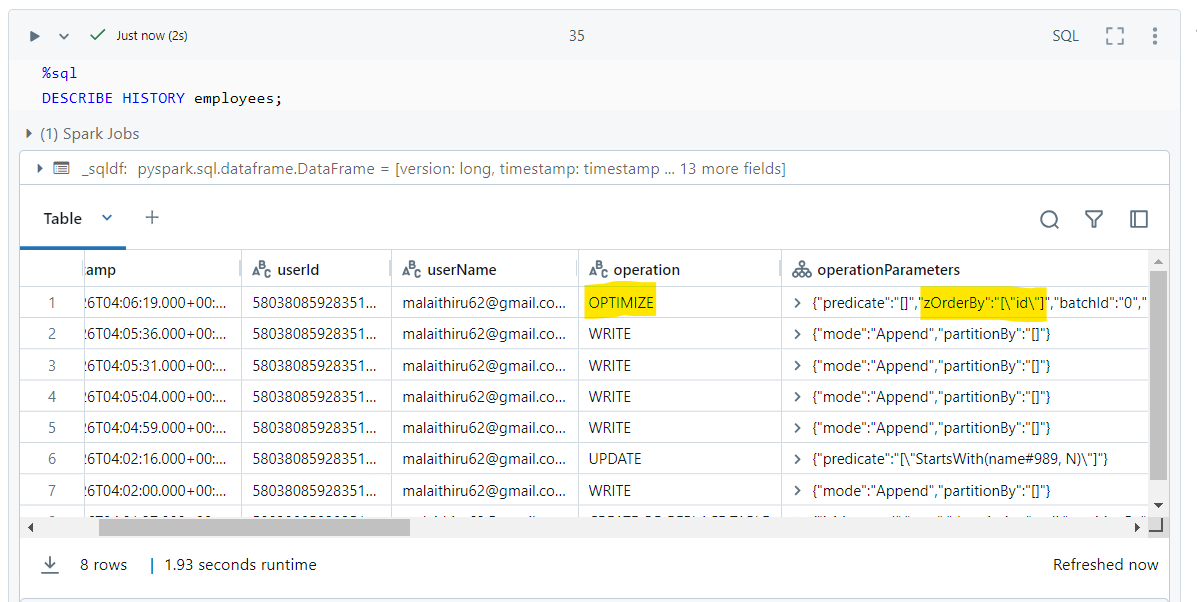 Just now (2s)
35
SQL
%sql
DESCRIBE HISTORY employees;
(1) Spark Jobs
_sqldf: pyspark.sql.dataframe.DataFrame = [version: long, timestamp: timestamp ... 13 more fields]
Table
amp userId userName operation operationParameters
1 26T04:06:19.000+00:... 58038085928351... malaithiru62@gmail.co... OPTIMIZE {"predicate":"[]","zOrderBy":"[\"id\"]","batchId":"0","
2 26T04:05:36.000+00:... 58038085928351... malaithiru62@gmail.co... WRITE {"mode":"Append","partitionBy":"[]"}
3 26T04:05:31.000+00:... 58038085928351... malaithiru62@gmail.co... WRITE {"mode":"Append","partitionBy":"[]"}
4 26T04:05:04.000+00:... 58038085928351... malaithiru62@gmail.co... WRITE {"mode":"Append","partitionBy":"[]"}
5 26T04:04:59.000+00:... 58038085928351... malaithiru62@gmail.co... WRITE {"mode":"Append","partitionBy":"[]"}
6 26T04:02:16.000+00:... 58038085928351... malaithiru62@gmail.co... UPDATE {"predicate":"[\"StartsWith(name#989, N)\"]"}
7 26T04:02:00.000+00:... 58038085928351... malaithiru62@gmail.co... WRITE {"mode":"Append","partitionBy":"[]"}
8 rows | 1.93 seconds runtime
Refreshed now